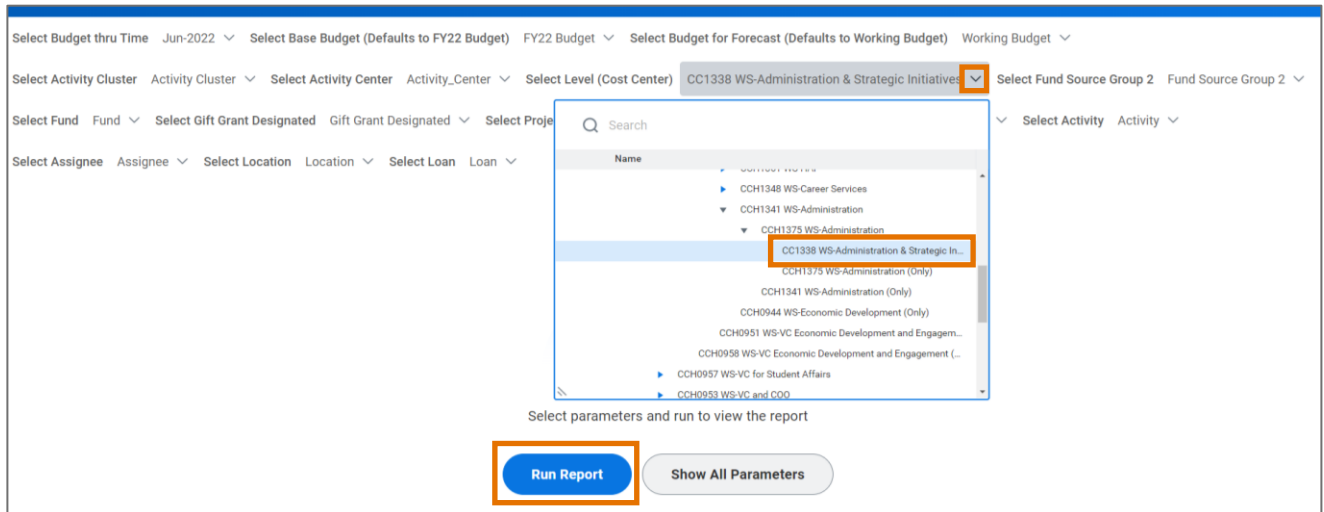 Select Budget thru Time Jun-2022 Select Base Budget (Defaults to FY22 Budget) FY22 Budget Select Budget for Forecast (Defaults to Working Budget) Working Budget
Select Activity Cluster Activity Cluster Select Activity Center Activity_Center Select Level (Cost Center) CC1338 WS-Administration & Strategic Initiatives Select Fund Source Group 2 Fund Source Group 2
Select Fund Fund Select Gift Grant Designated Gift Grant Designated Select Proje Select Activity Activity
Select Assignee Assignee Select Location Location Select Loan Loan
Search
Name
CCH1348 WS-Career Services
CCH1341 WS-Administration
CCH1375 WS-Administration
CC1338 WS-Administration & Strategic In...
CCH1375 WS-Administration (Only)
CCH1341 WS-Administration (Only)
CCH0944 WS-Economic Development (Only)
CCH0951 WS-VC Economic Development and Engagem...
CCH0958 WS-VC Economic Development and Engagement (...
CCH0957 WS-VC for Student Affairs
CCH0953 WS-VC and COO
Select parameters and run to view the report
Run Report Show All Parameters